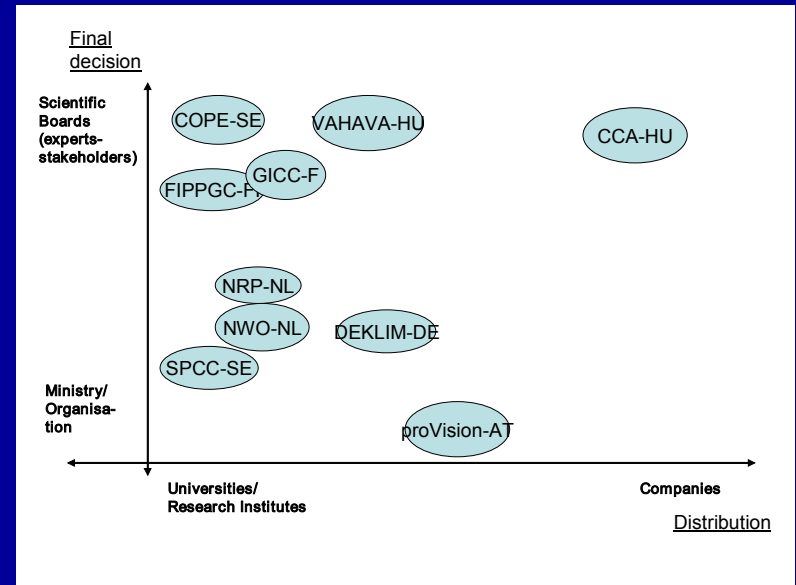 Final
decision
Scientific
Boards
(experts-
stakeholders)
COPE-SE
VAHAVA-HU
CCA-HU
GICC-F
FIPPGC-FI
NRP-NL
NWO-NL
DEKLIM-DE
SPCC-SE
Ministry/
Organisa-
tion
proVision-AT
Universities/
Research Institutes
Companies
Distribution